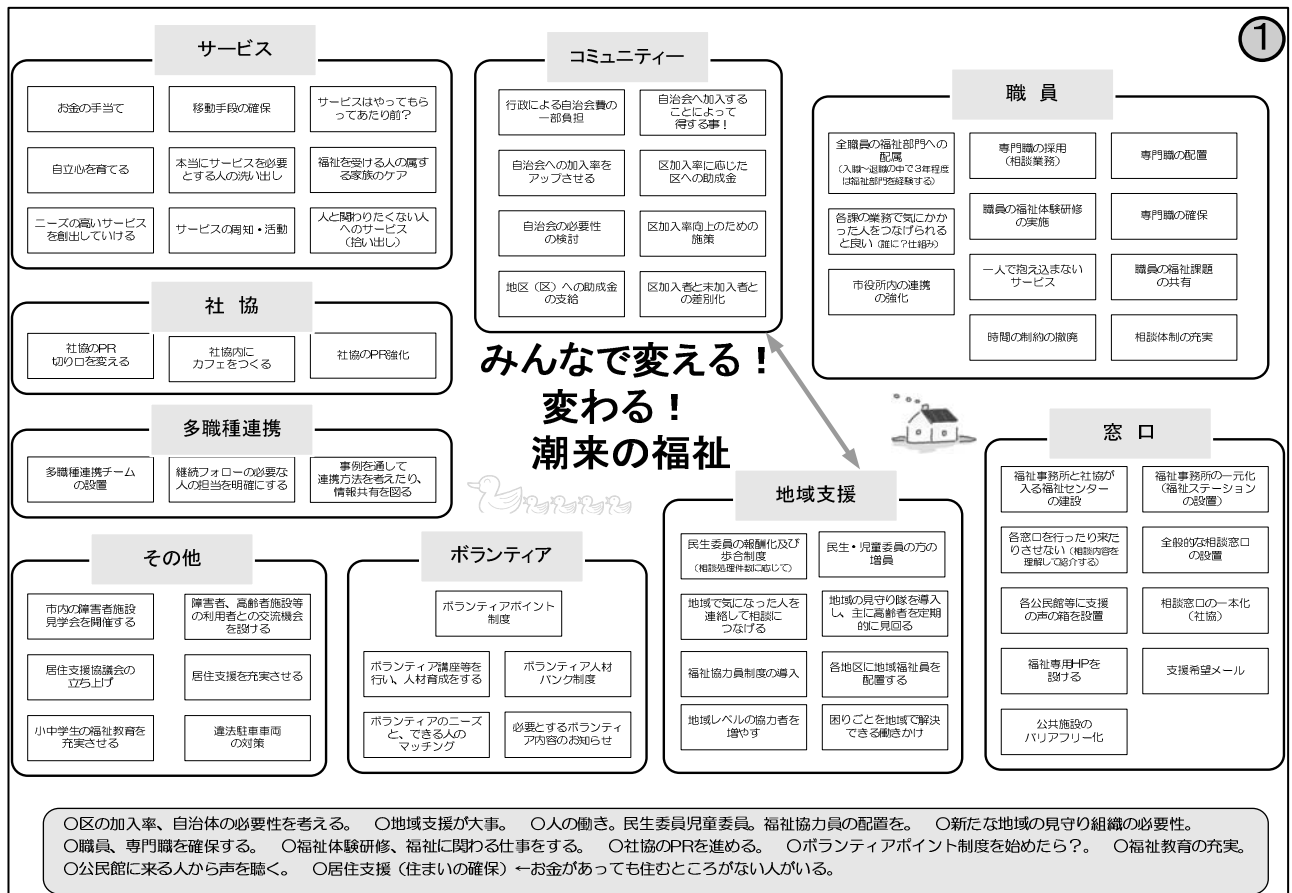 ①
サービス
お金の手当て
移動手段の確保
サービスはやってもら
ってあたり前？
自立心を育てる
本当にサービスを必要
とする人の洗い出し
福祉を受ける人の属す
る家族のケア
ニーズの高いサービス
を創出していける
サービスの周知・活動
人と関わりたくない人
へのサービス
（拾い出し）
コミュニティー
行政による自治会費の
一部負担
自治会へ加入する
ことによって
得する事！
自治会への加入率を
アップさせる
区加入率に応じた
区への助成金
自治会の必要性
の検討
区加入率向上のための
施策
地区（区）への助成金
の支給
区加入者と未加入者と
の差別化
職 員
全職員の福祉部門への
配属
（入職～退職の中で３年程度
は福祉部門を経験する）
専門職の採用
（相談業務）
専門職の配置
各課の業務で気にかか
った人をつなげられる
と良い（誰に？仕組み）
職員の福祉体験研修
の実施
専門職の確保
市役所内の連携
の強化
一人で抱え込まない
サービス
職員の福祉課題
の共有
時間の制約の撤廃
相談体制の充実
社 協
社協のPR
切り口を変える
社協内に
カフェをつくる
社協のPR強化
みんなで変える！
変わる！
潮来の福祉
多職種連携
多職種連携チーム
の設置
継続フォローの必要な
人の担当を明確にする
事例を通して
連携方法を考えたり、
情報共有を図る
窓 口
福祉事務所と社協が
入る福祉センター
の建設
福祉事務所の一元化
（福祉ステーション
の設置）
各窓口を行ったり来た
りさせない（相談内容を
理解して紹介する）
全般的な相談窓口
の設置
各公民館等に支援
の声の箱を設置
相談窓口の一本化
（社協）
福祉専用HPを
設ける
支援希望メール
公共施設の
バリアフリー化
その他
市内の障害者施設
見学会を開催する
障害者、高齢者施設等
の利用者との交流機会
を設ける
居住支援協議会の
立ち上げ
居住支援を充実させる
小中学生の福祉教育を
充実させる
違法駐車車両
の対策
ボランティア
ボランティアポイント
制度
ボランティア講座等を
行い、人材育成をする
ボランティア人材
バンク制度
ボランティアのニーズ
と、できる人の
マッチング
必要とするボランティ
ア内容のお知らせ
地域支援
民生委員の報酬化及び
歩合制度
（相談処理件数に応じて）
民生・児童委員の方の
増員
地域で気になった人を
連絡して相談に
つなげる
地域の見守り隊を導入
し、主に高齢者を定期
的に見回る
福祉協力員制度の導入
各地区に地域福祉員を
配置する
地域レベルの協力者を
増やす
困りごとを地域で解決
できる働きかけ
○区の加入率、自治体の必要性を考える。 ○地域支援が大事。 ○人の働き。民生委員児童委員。福祉協力員の配置を。 ○新たな地域の見守り組織の必要性。
○職員、専門職を確保する。 ○福祉体験研修、福祉に関わる仕事をする。 ○社協のPRを進める。 ○ボランティアポイント制度を始めたら？。 ○福祉教育の充実。
○公民館に来る人から声を聴く。 ○居住支援（住まいの確保）←お金があっても住むところがない人がいる。